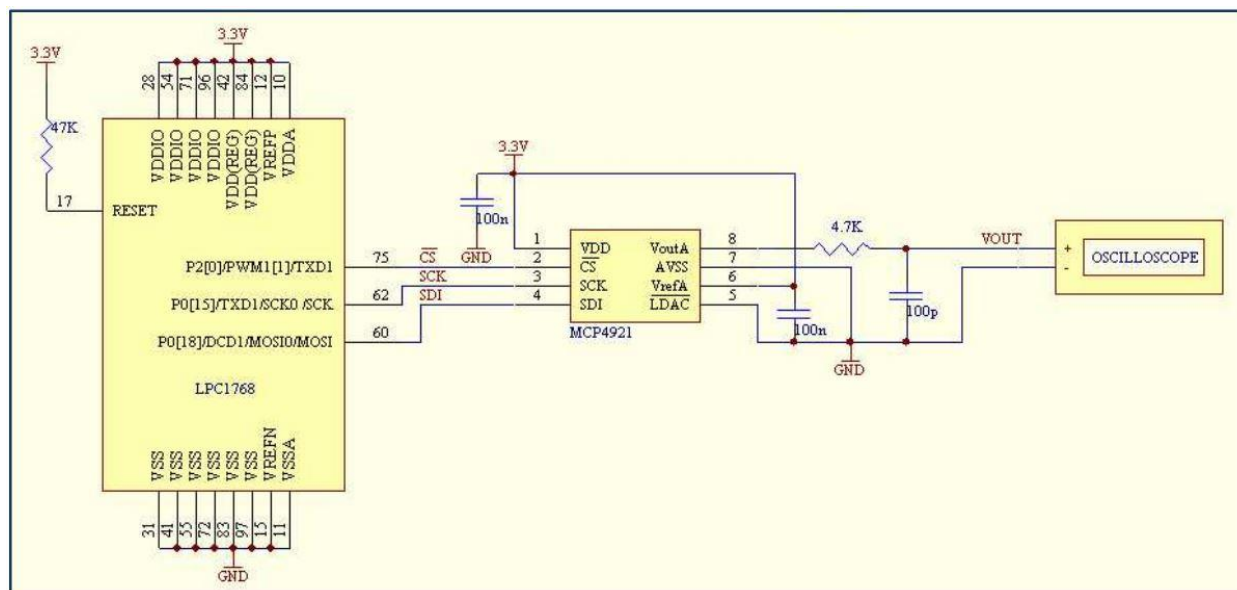 3.3V
3.3V
28
54
71
96
42
84
12
10
47K
VDDIO
VDDIO
VDDIO
VDDIO
VDD(REG)
VDD(REG)
VREFP
VDDA
17
RESET
3.3V
100n
GND
4.7K
VOUT
+
-
OSCILLOSCOPE
P2[0]/PWM1[1]/TXD1
75
CS
P0[15]/TXD1/SCK0 /SCK
62
SCK
P0[18]/DCD1/MOSI0/MOSI
60
SDI
1
2
3
4
VDD
CS
SCK
SDI
VoutA
AVSS
VrefA
LDAC
8
7
6
5
MCP4921
100n
100p
GND
LPC1768
VSS
VSS
VSS
VSS
VSS
VSS
VREFN
VSSA
31
41
55
72
83
97
15
11
GND